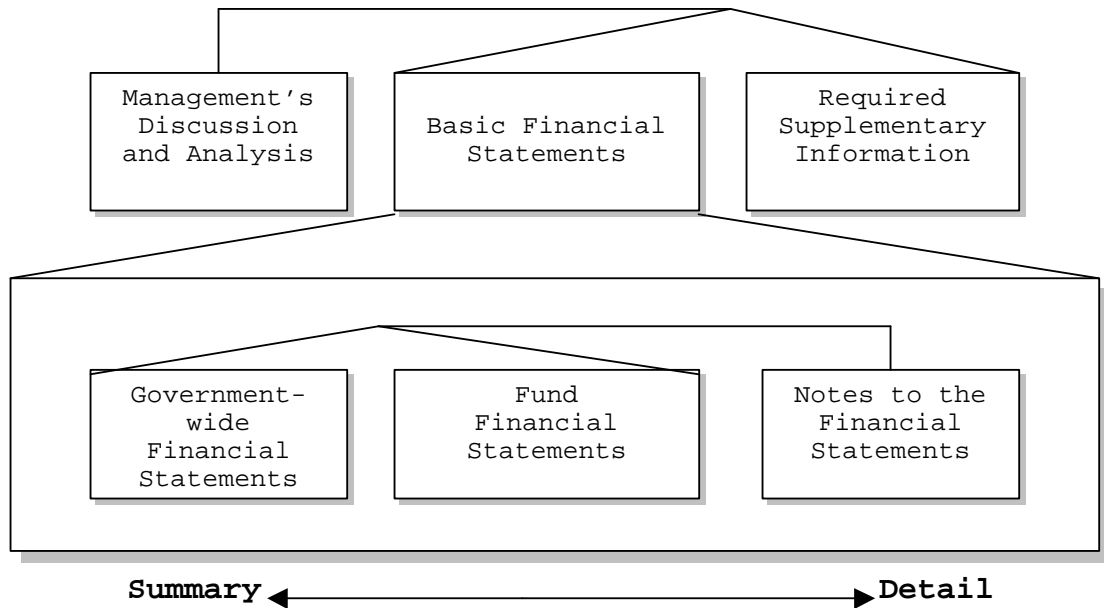 Management's
Discussion
and Analysis
Basic Financial
Statements
Required
Supplementary
Information
Government-
wide
Financial
Statements
Fund
Financial
Statements
Notes to the
Financial
Statements
Summary
Detail